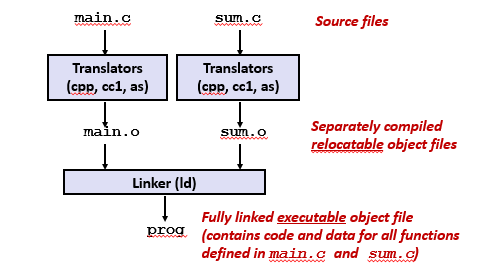 main.c sum.c Source files
Translators Translators
(cpp, cc1, as) (cpp, cc1, as)
main.o sum.o Separately compiled
relocatable object files
Linker (ld)
prog Fully linked executable object file
(contains code and data for all functions
defined in main.c and sum.c)